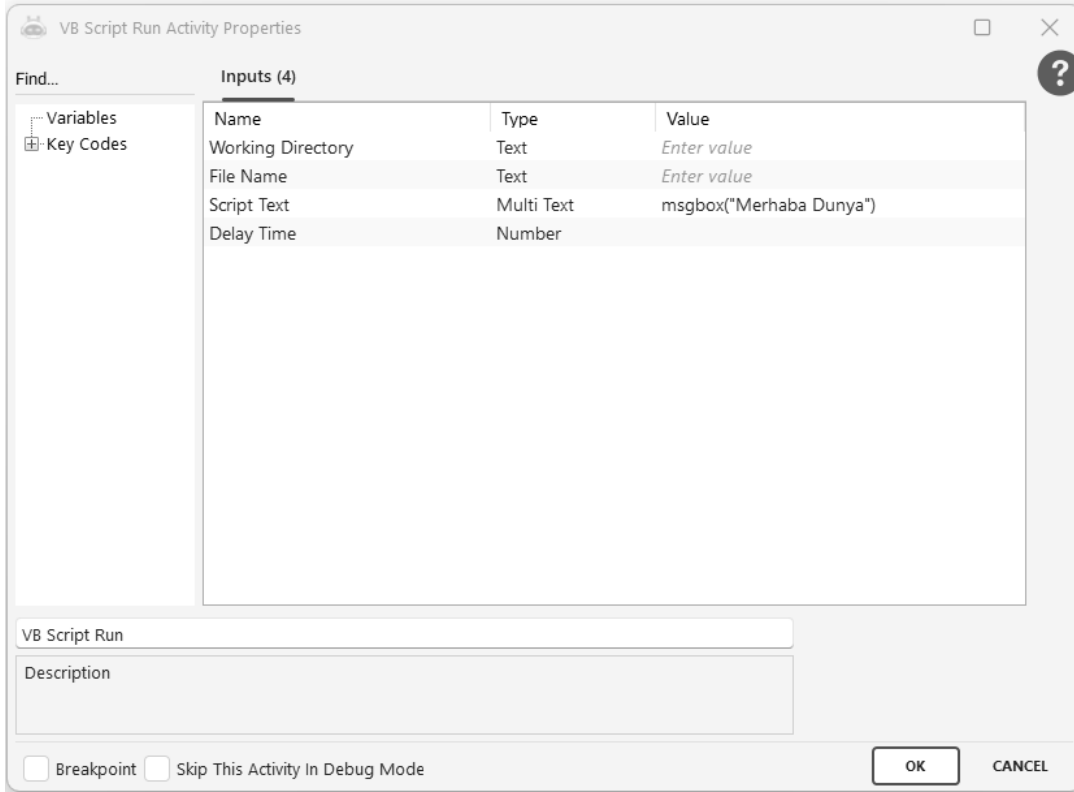 VB Script Run Activity Properties
Find...
Inputs (4)
?
Variables
Key Codes
Name Type Value
Working Directory Text Enter value
File Name Text Enter value
Script Text Multi Text msgbox("Merhaba Dunya")
Delay Time Number
VB Script Run
Description
Breakpoint Skip This Activity In Debug Mode OK CANCEL